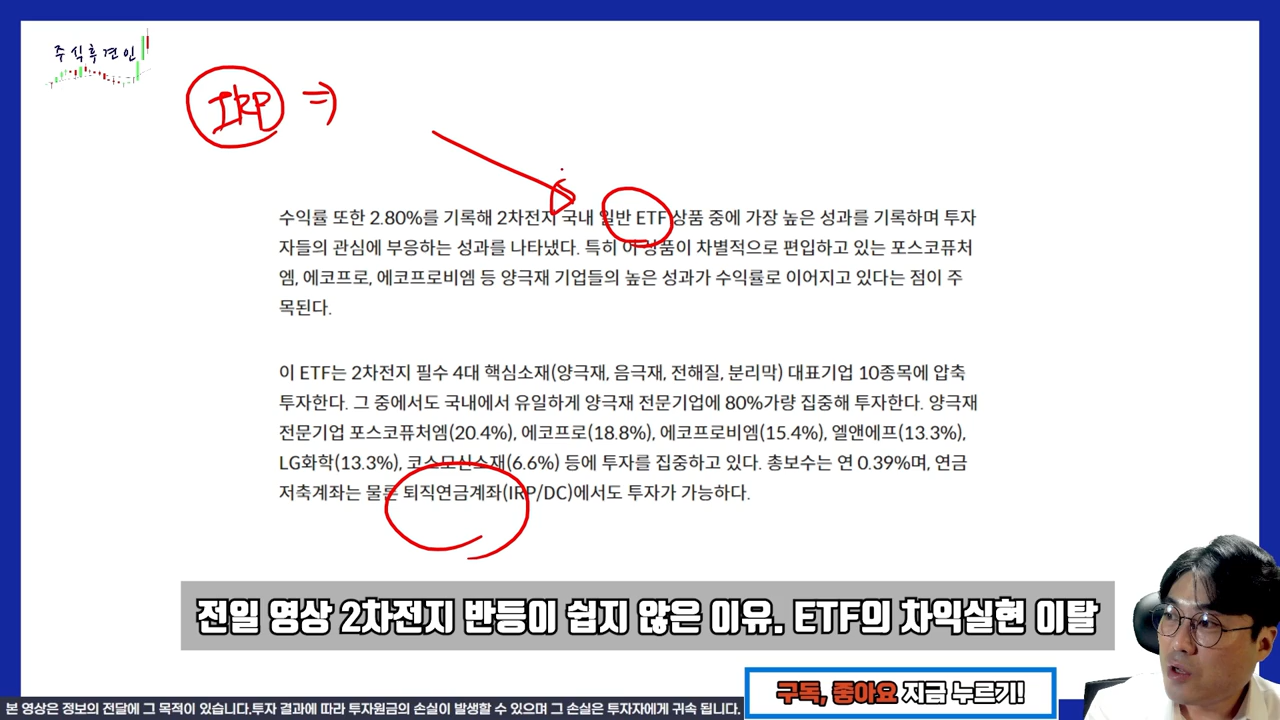 주식후견인
IRP ⇒
수익률 또한 2.80%를 기록해 2차전지 국내 일반 ETF 상품 중에 가장 높은 성과를 기록하며 투자
자들의 관심에 부응하는 성과를 나타냈다. 특히 이 상품이 차별적으로 편입하고 있는 포스코퓨처
엠, 에코프로, 에코프로비엠 등 양극재 기업들의 높은 성과가 수익률로 이어지고 있다는 점이 주
목된다.
이 ETF는 2차전지 필수 4대 핵심소재(양극재, 음극재, 전해질, 분리막) 대표기업 10종목에 압축
투자한다. 그 중에서도 국내에서 유일하게 양극재 전문기업에 80%가량 집중해 투자한다. 양극재
전문기업 포스코퓨처엠(20.4%), 에코프로(18.8%), 에코프로비엠(15.4%), 엘앤에프(13.3%),
LG화학(13.3%), 코스모신소재(6.6%) 등에 투자를 집중하고 있다. 총보수는 연 0.39%며, 연금
저축계좌는 물론 퇴직연금계좌(IRP/DC)에서도 투자가 가능하다.
전일 영상 2차전지 반등이 쉽지 않은 이유. ETF의 차익실현 이탈
구독, 좋아요 지금 누르기!
본 영상은 정보의 전달에 그 목적이 있습니다.투자 결과에 따라 투자원금의 손실이 발생할 수 있으며 그 손실은 투자자에게 귀속 됩니다.